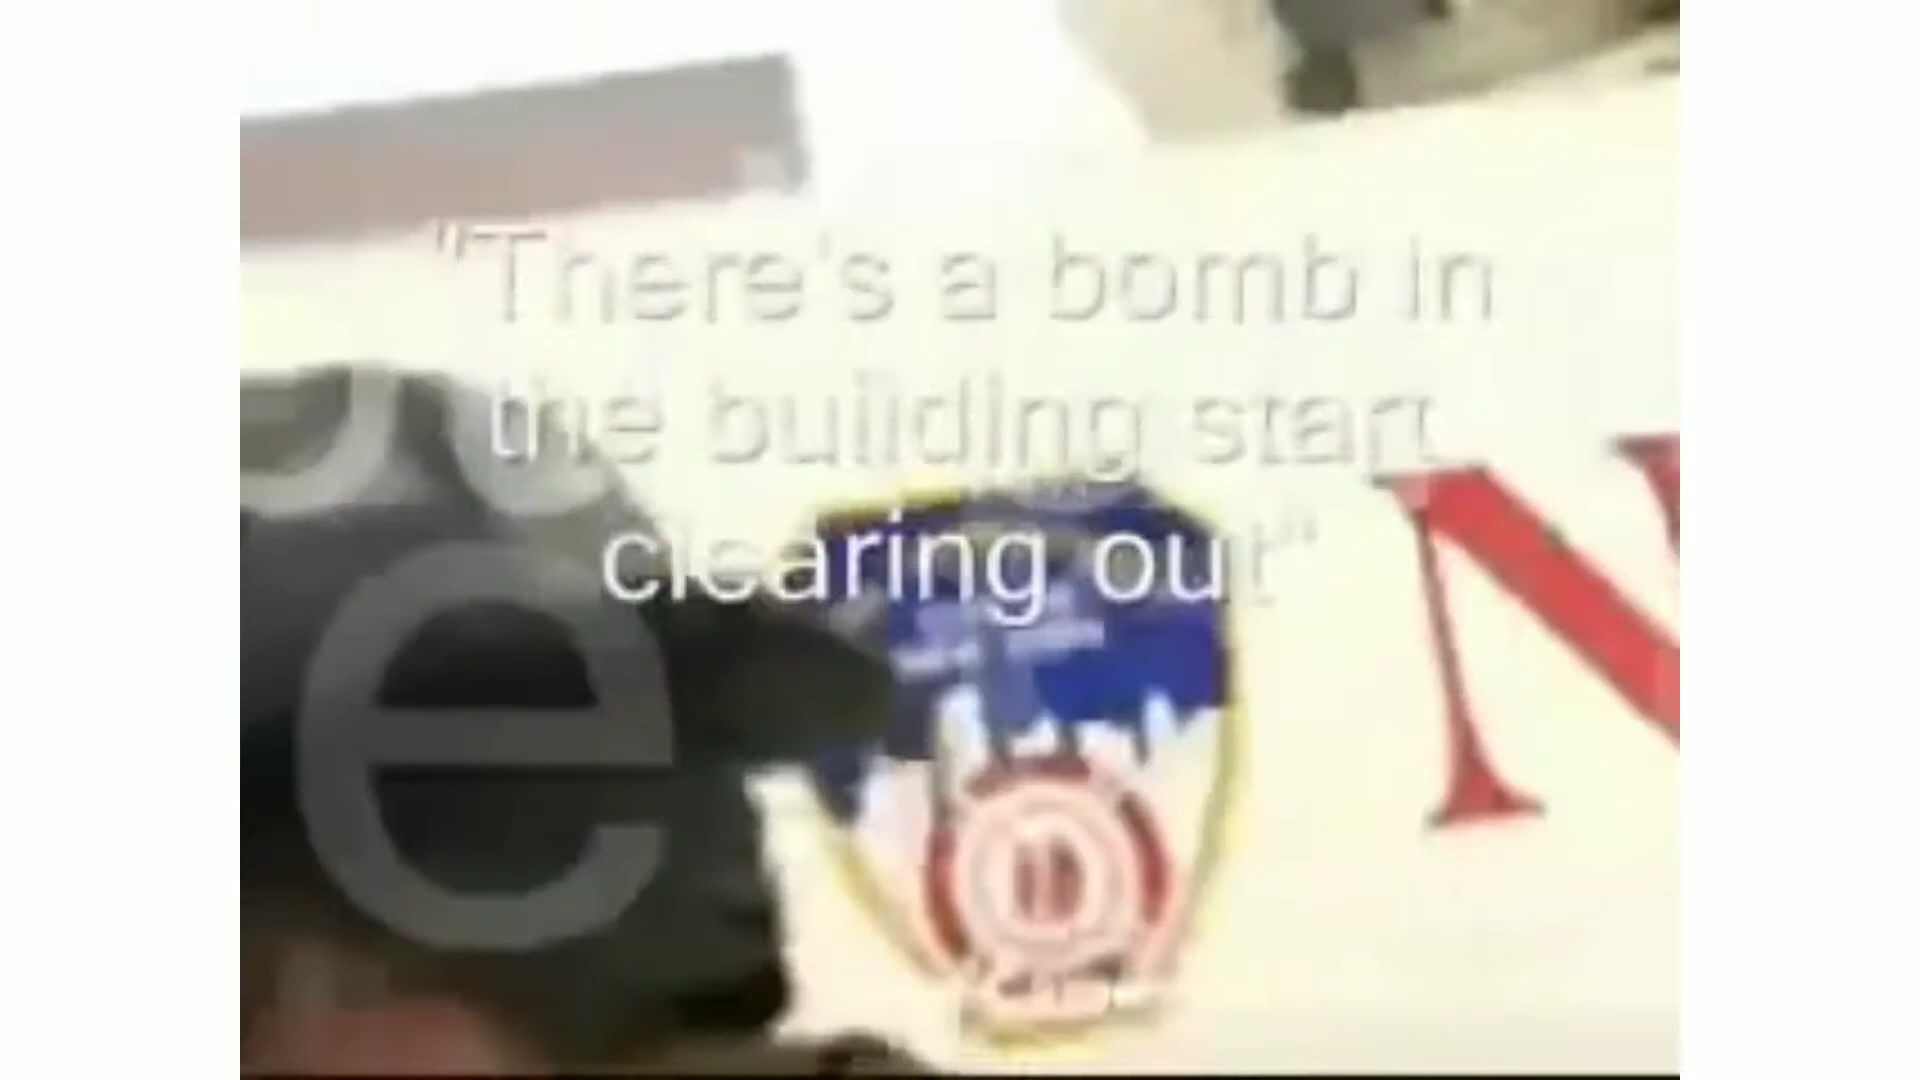 "There's a bomb in
the building start
clearing out"
e
N